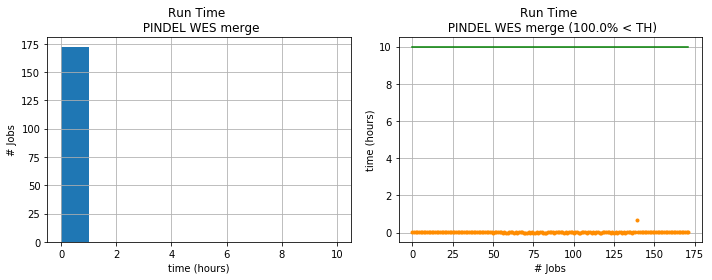 Run Time
PINDEL WES merge
175
150
125
100
75
50
25
0
# Jobs
0 2 4 6 8 10
time (hours)
Run Time
PINDEL WES merge (100.0% < TH)
10
8
6
4
2
0
time (hours)
0 25 50 75 100 125 150 175
# Jobs